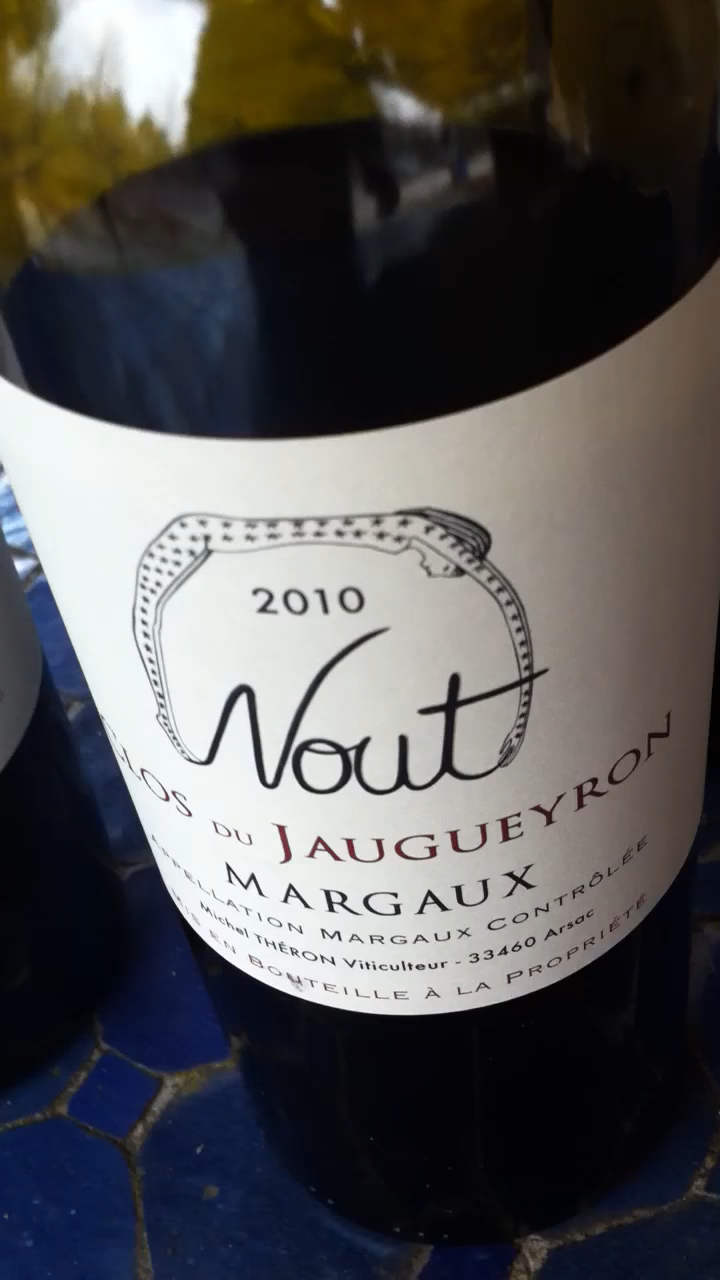 2010
Nout
CLOS DU JAUGUEYRON
MARGAUX
APPELLATION MARGAUX CONTRÔLÉE
Michel THÉRON Viticulteur - 33460 Arsac
MIS EN BOUTEILLE À LA PROPRIÉTÉ